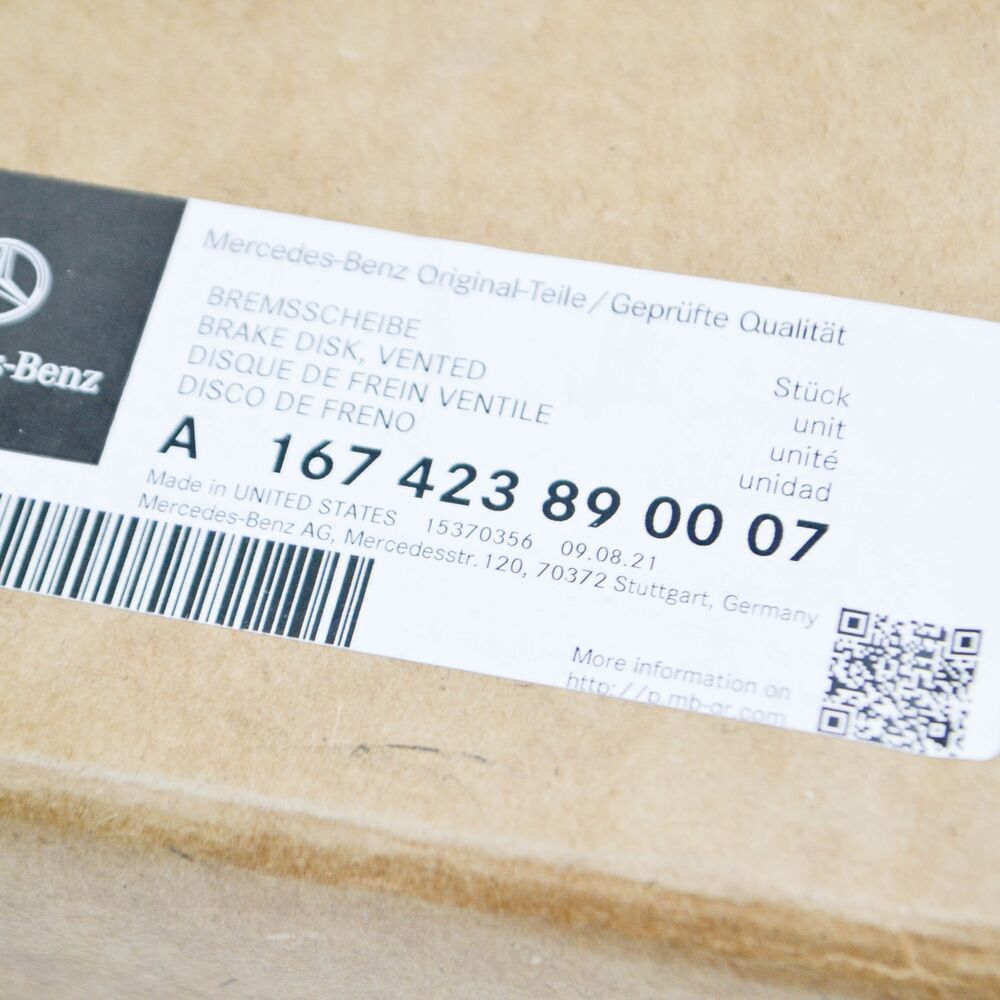 s-Benz
Mercedes-Benz Original-Teile / Geprüfte Qualität
BREMSSCHEIBE
BRAKE DISK, VENTED
DISQUE DE FREIN VENTILE
DISCO DE FRENO
Stück
unit
unité
unidad
A 167 423 89 00 07
Made in UNITED STATES 15370356 09.08.21
Mercedes-Benz AG, Mercedesstr. 120, 70372 Stuttgart, Germany
More information on
http://p.mb-qr.com